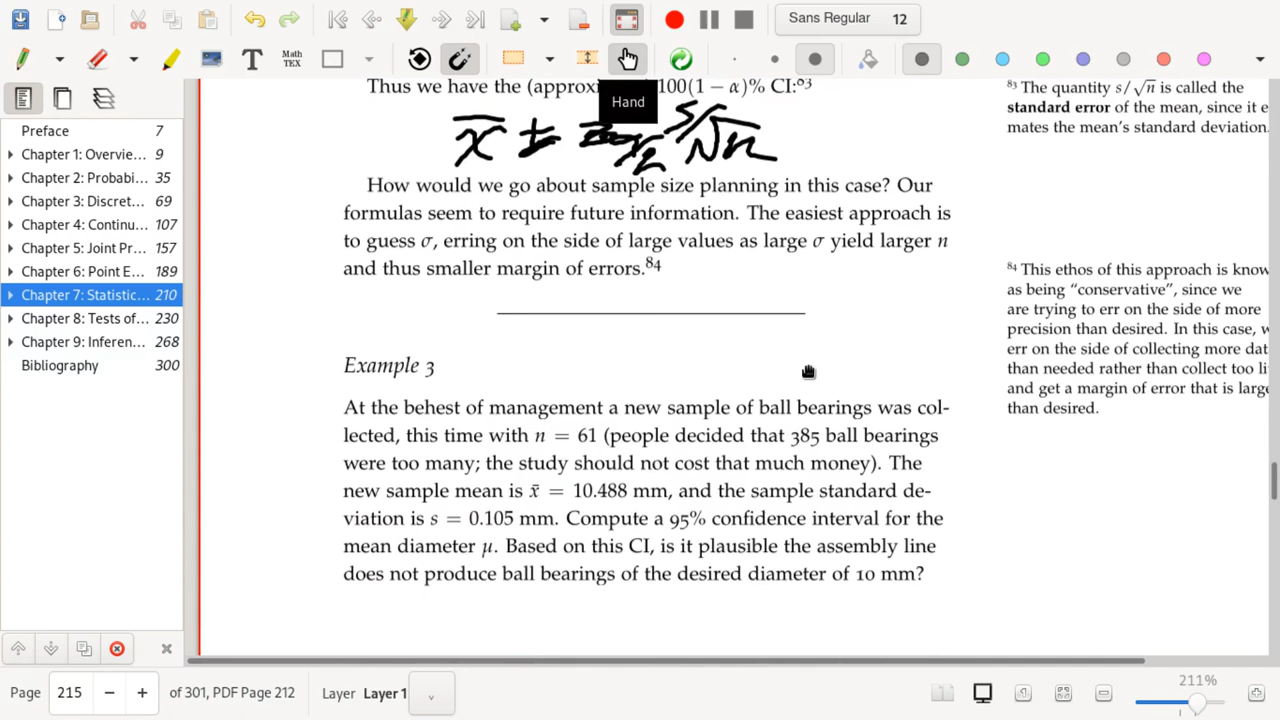 Sans Regular 12
T Math TEX
Preface 7
Chapter 1: Overvie... 9
Chapter 2: Probabi... 35
Chapter 3: Discret... 69
Chapter 4: Continu... 107
Chapter 5: Joint Pr... 157
Chapter 6: Point E... 189
Chapter 7: Statistic... 210
Chapter 8: Tests of... 230
Chapter 9: Inferen... 268
Bibliography 300
Thus we have the (approxi 100(1 − α)% CI:⁸³
Hand
x̄ ± z α/2 s/√n
How would we go about sample size planning in this case? Our
formulas seem to require future information. The easiest approach is
to guess σ, erring on the side of large values as large σ yield larger n
and thus smaller margin of errors.⁸⁴
Example 3
At the behest of management a new sample of ball bearings was col-
lected, this time with n = 61 (people decided that 385 ball bearings
were too many; the study should not cost that much money). The
new sample mean is x̄ = 10.488 mm, and the sample standard de-
viation is s = 0.105 mm. Compute a 95% confidence interval for the
mean diameter μ. Based on this CI, is it plausible the assembly line
does not produce ball bearings of the desired diameter of 10 mm?
⁸³ The quantity s/√n is called the
standard error of the mean, since it e
mates the mean's standard deviation.
⁸⁴ This ethos of this approach is know
as being “conservative”, since we
are trying to err on the side of more
precision than desired. In this case, w
err on the side of collecting more dat
than needed rather than collect too li
and get a margin of error that is large
than desired.
Page 215 of 301, PDF Page 212 Layer Layer 1
211%